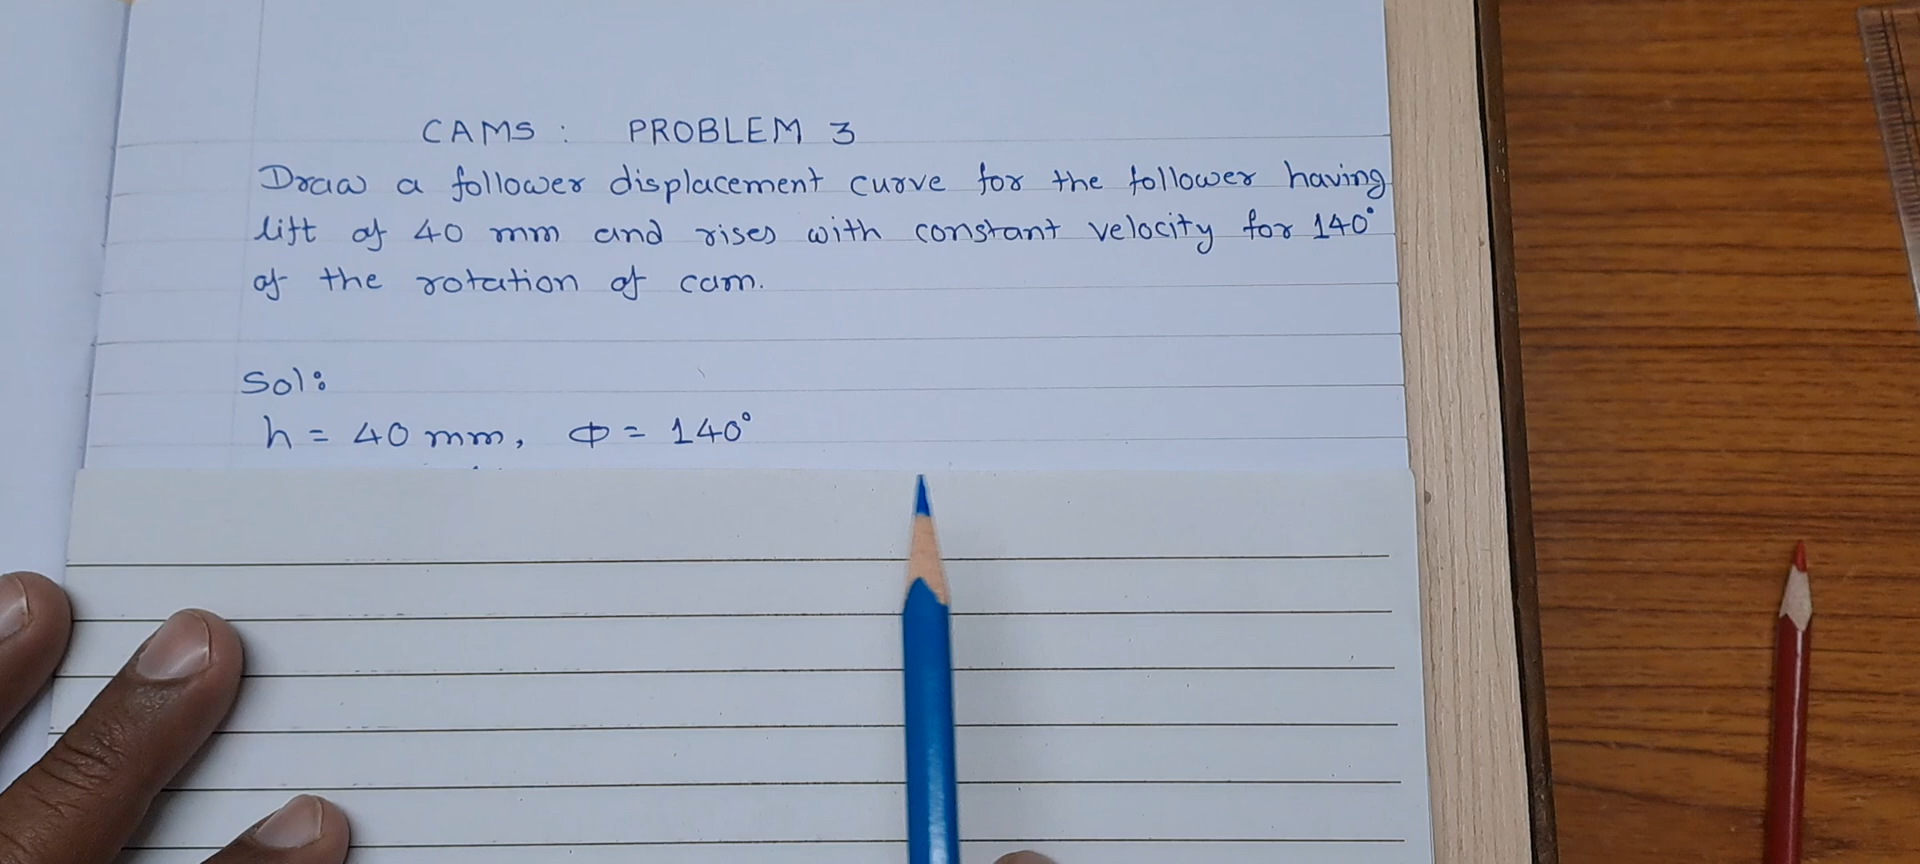 CAMS : PROBLEM 3
Draw a follower displacement curve for the follower having
lift of 40 mm and rises with constant velocity for 140°
of the rotation of cam.
Sol:
h = 40 mm, Φ = 140°